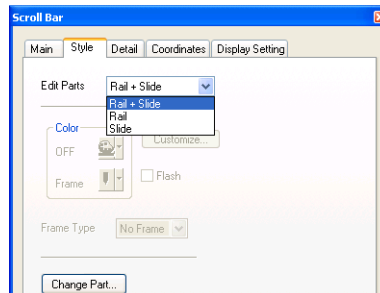 Scroll Bar
Main Style Detail Coordinates Display Setting
Edit Parts Rail + Slide
Rail + Slide
Rail
Slide
Color
OFF Customize...
Frame Flash
Frame Type No Frame
Change Part...